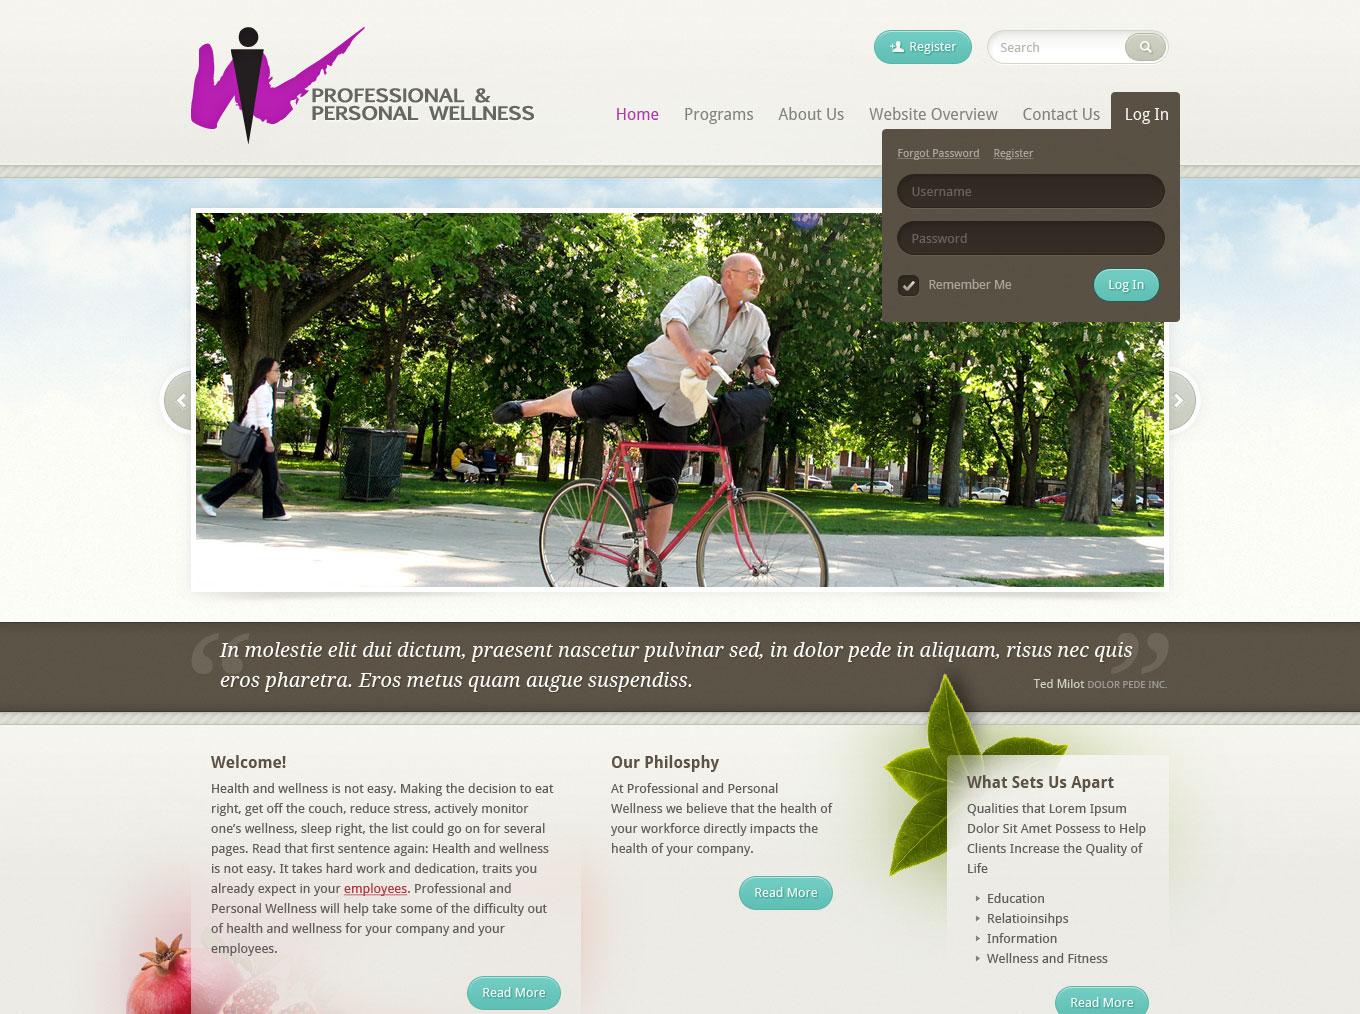 PROFESSIONAL &
PERSONAL WELLNESS
Register
Search
Home Programs About Us Website Overview Contact Us Log In
Forgot Password Register
Username
Password
Remember Me Log In
“In molestie elit dui dictum, praesent nascetur pulvinar sed, in dolor pede in aliquam, risus nec quis”
eros pharetra. Eros metus quam augue suspendiss.
Ted Milot DOLOR PEDE INC.
Welcome!
Health and wellness is not easy. Making the decision to eat
right, get off the couch, reduce stress, actively monitor
one’s wellness, sleep right, the list could go on for several
pages. Read that first sentence again: Health and wellness
is not easy. It takes hard work and dedication, traits you
already expect in your employees. Professional and
Personal Wellness will help take some of the difficulty out
of health and wellness for your company and your
employees.
Read More
Our Philosphy
At Professional and Personal
Wellness we believe that the health of
your workforce directly impacts the
health of your company.
Read More
What Sets Us Apart
Qualities that Lorem Ipsum
Dolor Sit Amet Possess to Help
Clients Increase the Quality of
Life
Education
Relatioinsihps
Information
Wellness and Fitness
Read More